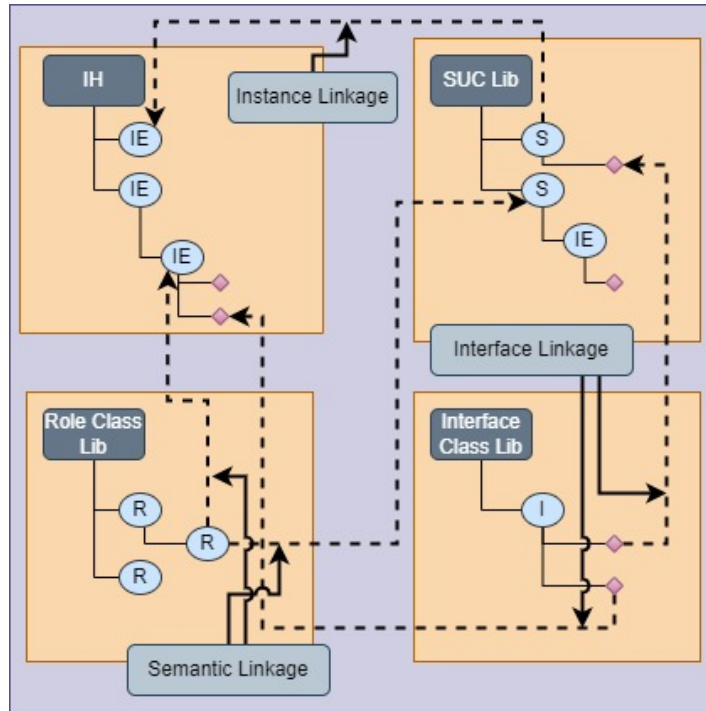 IH
IE
IE
IE
Instance Linkage
SUC Lib
S
S
IE
Interface Linkage
Role Class
Lib
R
R
R
Semantic Linkage
Interface
Class Lib
I